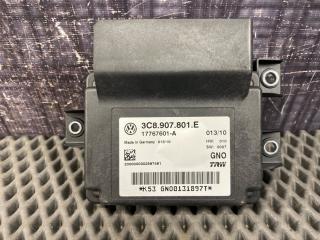 3C8.907.801.E
17767601-A 013/10
Made in Germany
GNO
TRW
*K53 GN00131897T*